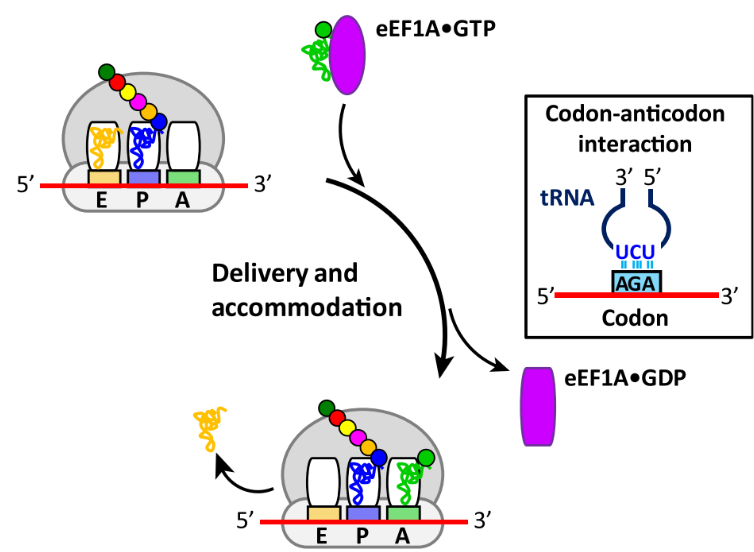 eEF1A•GTP
5’ 3’
E P A
Delivery and
accommodation
Codon-anticodon
interaction
3’ 5’
tRNA
UCU
AGA
5’ 3’
Codon
eEF1A•GDP
5’ 3’
E P A